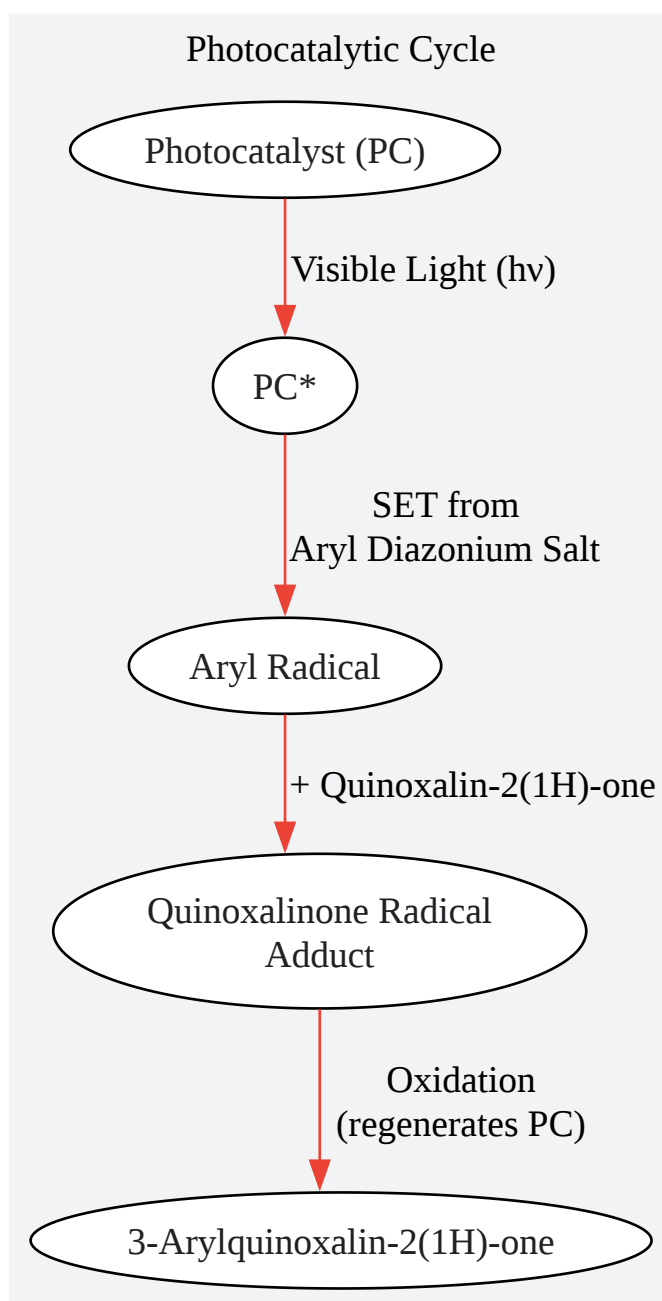 Photocatalytic Cycle
Photocatalyst (PC)
Visible Light (hν)
PC*
SET from
Aryl Diazonium Salt
Aryl Radical
+ Quinoxalin-2(1H)-one
Quinoxalinone Radical
Adduct
Oxidation
(regenerates PC)
3-Arylquinoxalin-2(1H)-one